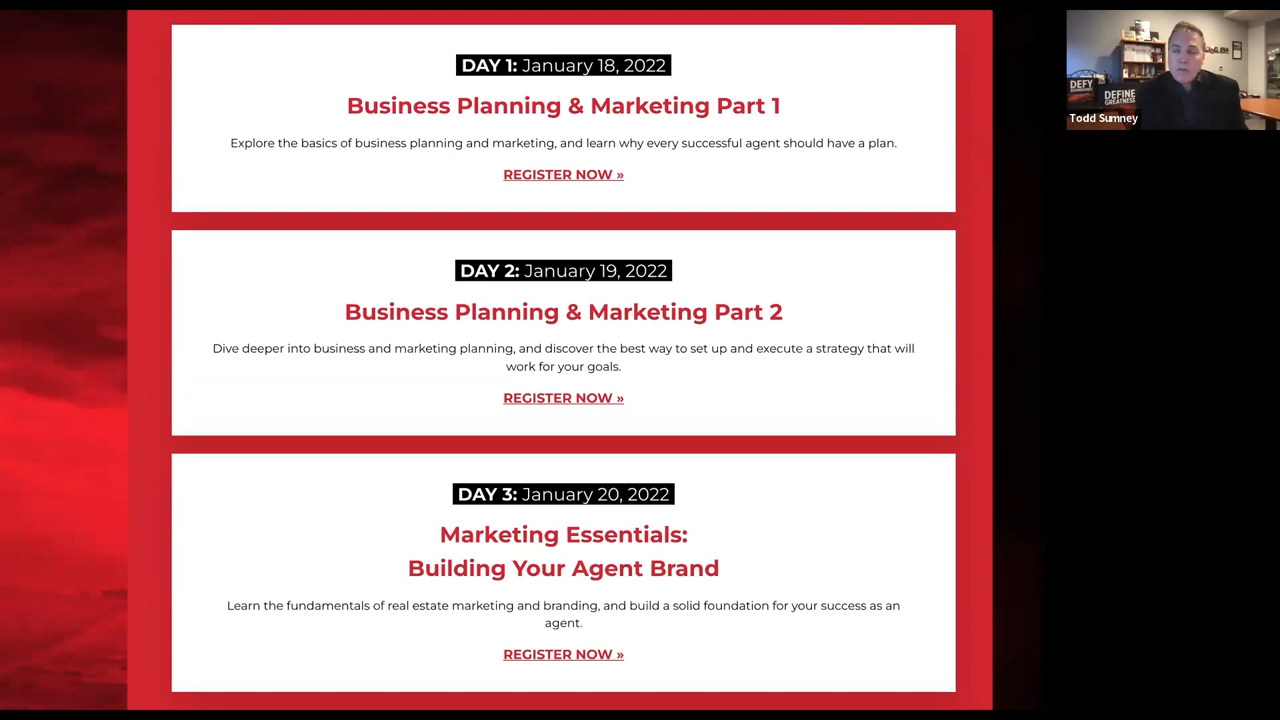 DAY 1: January 18, 2022
Business Planning & Marketing Part 1
Explore the basics of business planning and marketing, and learn why every successful agent should have a plan.
REGISTER NOW »
DAY 2: January 19, 2022
Business Planning & Marketing Part 2
Dive deeper into business and marketing planning, and discover the best way to set up and execute a strategy that will
work for your goals.
REGISTER NOW »
DAY 3: January 20, 2022
Marketing Essentials:
Building Your Agent Brand
Learn the fundamentals of real estate marketing and branding, and build a solid foundation for your success as an
agent.
REGISTER NOW »
DEFY
DEFINE
GREATNESS
Todd Sumney